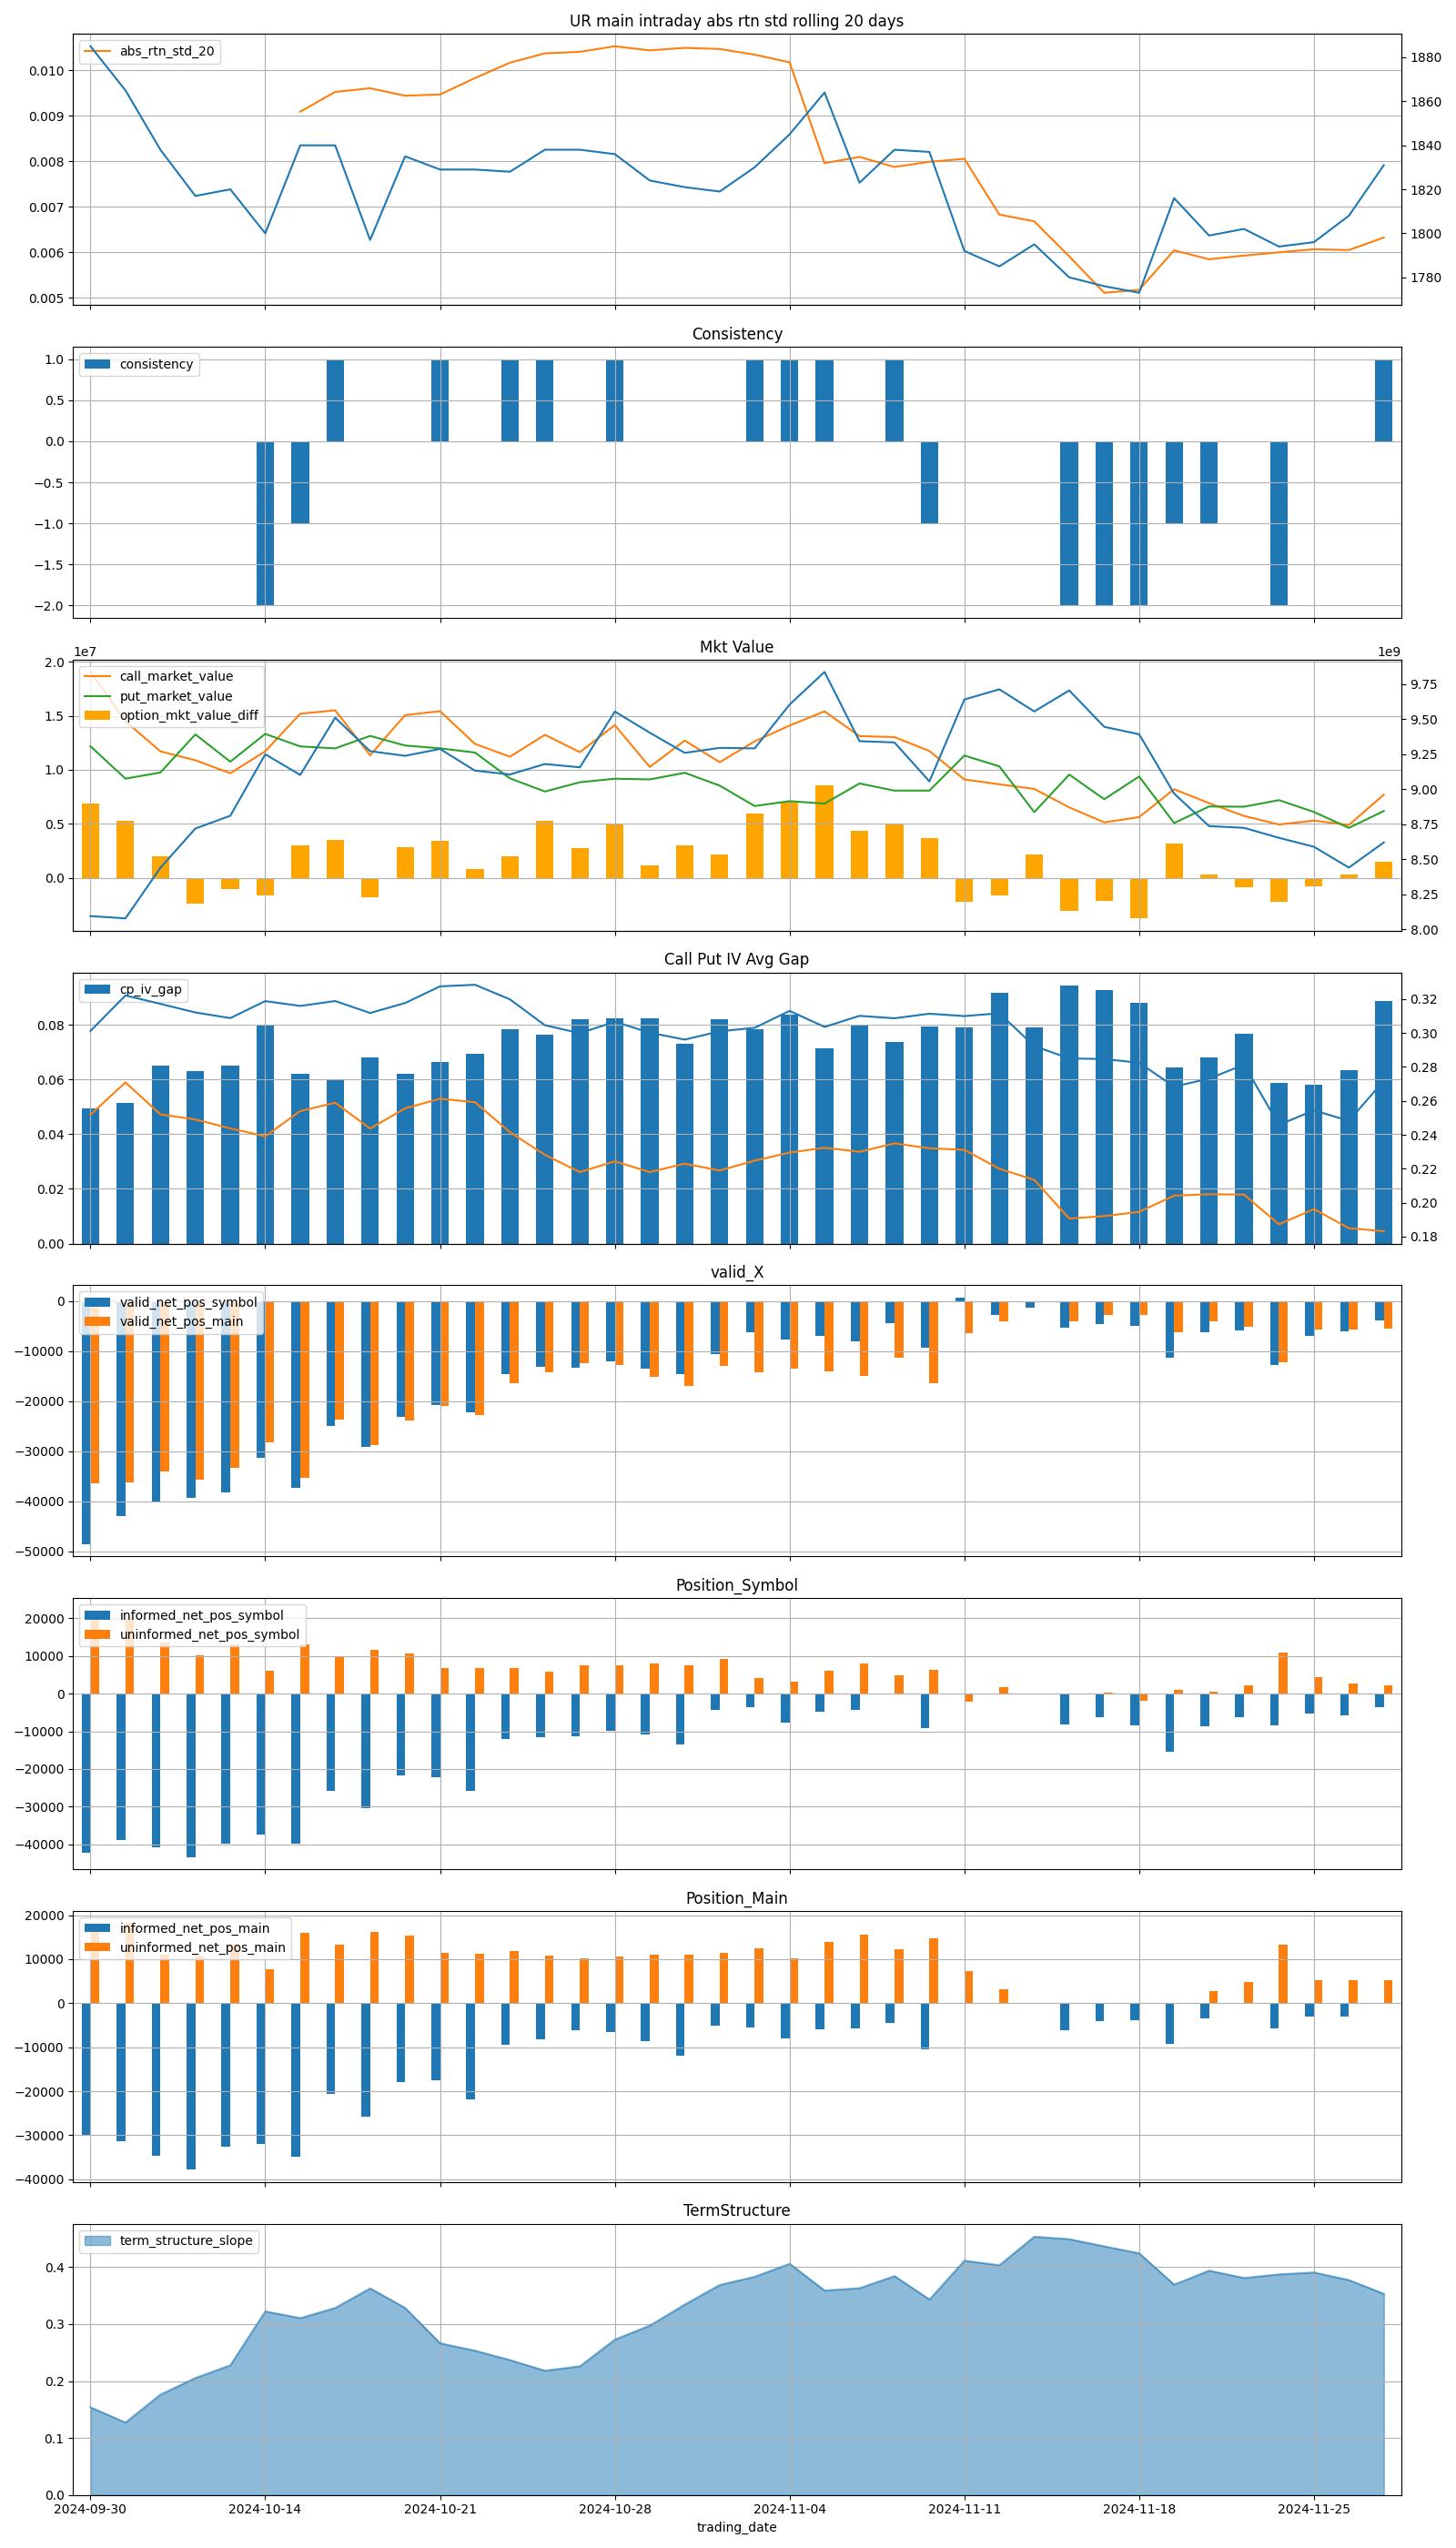 UR main intraday abs rtn std rolling 20 days
abs_rtn_std_20
0.010
0.009
0.008
0.007
0.006
0.005
1880
1860
1840
1820
1800
1780
Consistency
consistency
1.0
0.5
0.0
−0.5
−1.0
−1.5
−2.0
Mkt Value
1e7
1e9
call_market_value
put_market_value
option_mkt_value_diff
2.0
1.5
1.0
0.5
0.0
9.75
9.50
9.25
9.00
8.75
8.50
8.25
8.00
Call Put IV Avg Gap
cp_iv_gap
0.08
0.06
0.04
0.02
0.00
0.32
0.30
0.28
0.26
0.24
0.22
0.20
0.18
valid_X
valid_net_pos_symbol
valid_net_pos_main
0
−10000
−20000
−30000
−40000
−50000
Position_Symbol
informed_net_pos_symbol
uninformed_net_pos_symbol
20000
10000
0
−10000
−20000
−30000
−40000
Position_Main
informed_net_pos_main
uninformed_net_pos_main
20000
10000
0
−10000
−20000
−30000
−40000
TermStructure
term_structure_slope
0.4
0.3
0.2
0.1
0.0
2024-09-30 2024-10-14 2024-10-21 2024-10-28 2024-11-04 2024-11-11 2024-11-18 2024-11-25
trading_date